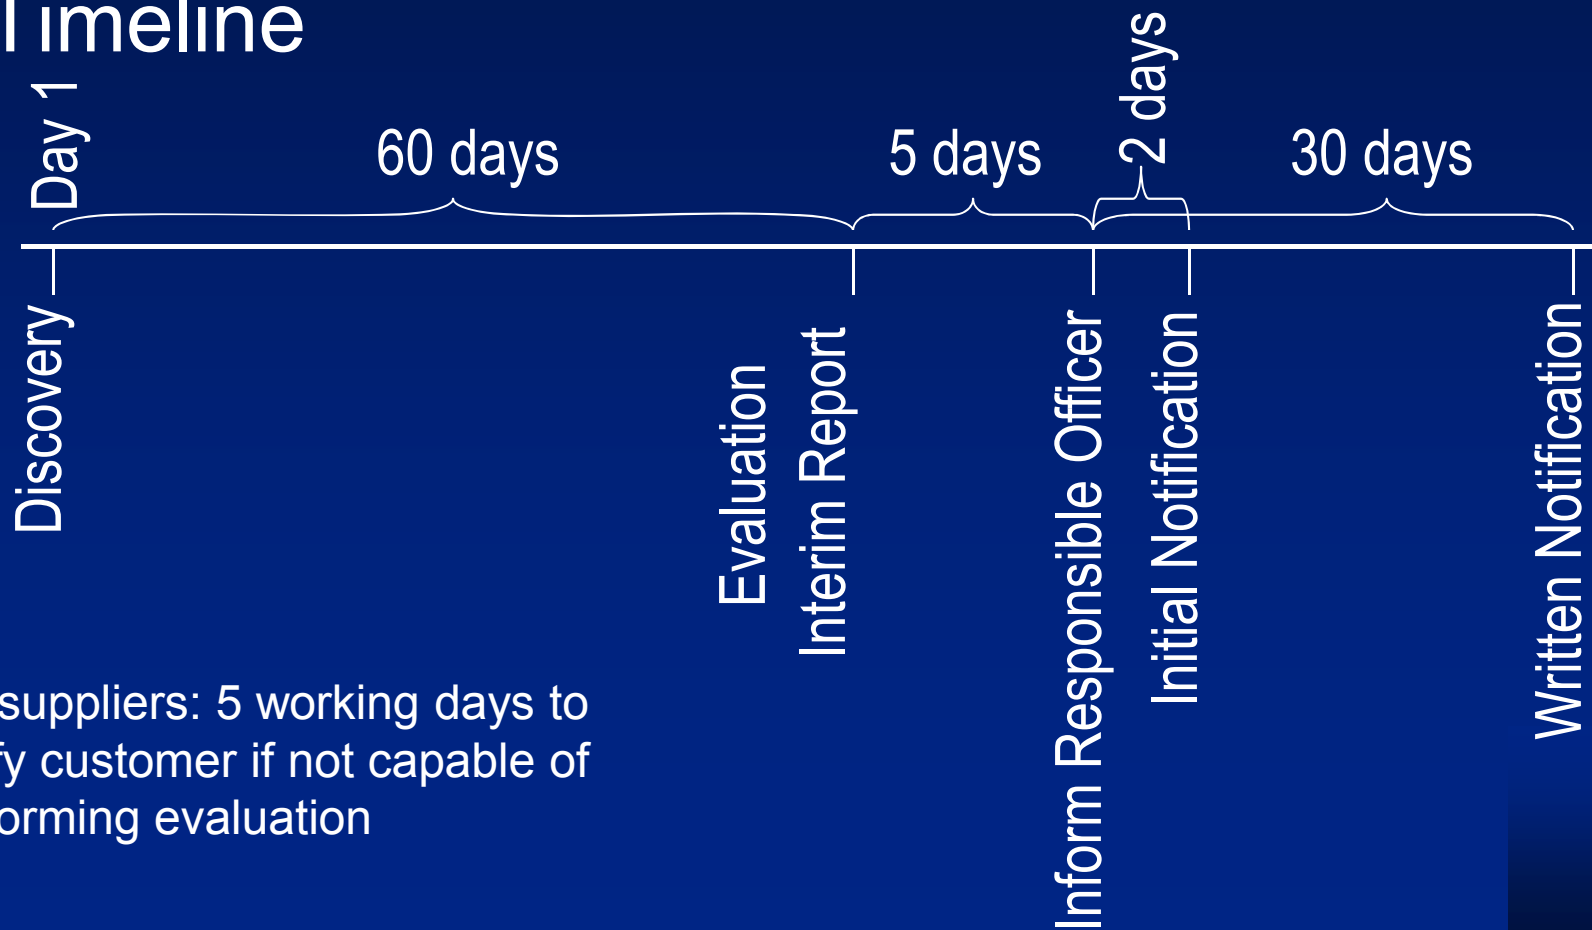 Timeline
Day 1
60 days
5 days
2 days
30 days
Discovery
Evaluation
Interim Report
Inform Responsible Officer
Initial Notification
Written Notification
suppliers: 5 working days to
customer if not capable of
evaluation